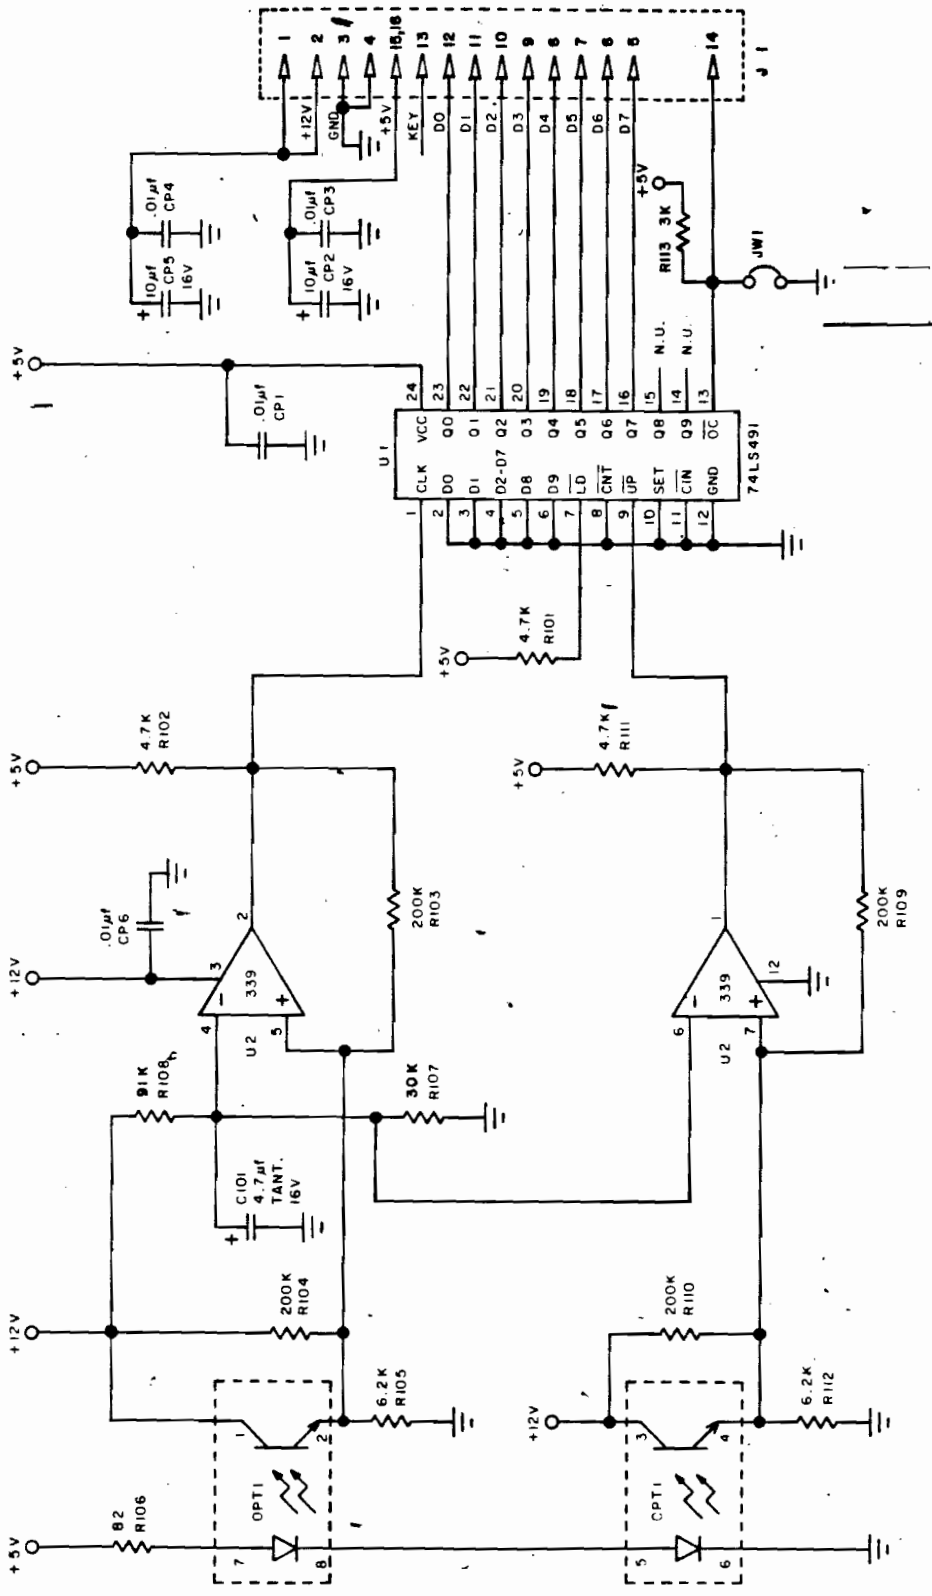 +5V
82
R106
7
8
OPT1
1
2
5
6
OPT1
3
4
+12V
6.2K
R105
200K
R104
+12V
200K
R110
6.2K
R112
C101
4.7µf
TANT.
16V
+
91K
R108
30K
R107
+12V
.01µf
CP6
4
5
3
2
-
+
339
U2
200K
R103
+5V
4.7K
R102
6
7
1
12
-
+
339
U2
200K
R109
+5V
4.7K
R111
+5V
4.7K
R101
+5V
.01µf
CP1
U1
1 CLK VCC 24
2 D0 Q0 23
3 D1 Q1 22
4 D2-D7 Q2 21
5 D8 Q3 20
6 D9 Q4 19
7 LD Q5 18
8 CNT Q6 17
9 UP Q7 16
10 SET Q8 15 N.U.
11 CIN Q9 14 N.U.
12 GND OC 13
74LS491
+
10µf
CP5
16V
.01µf
CP4
+
10µf
CP2
16V
.01µf
CP3
R113 3K
+5V
JW1
1
+12V 2
GND 3
4
+5V 15,16
KEY 13
D0 12
D1 11
D2 10
D3 9
D4 8
D5 7
D6 6
D7 5
14
J1